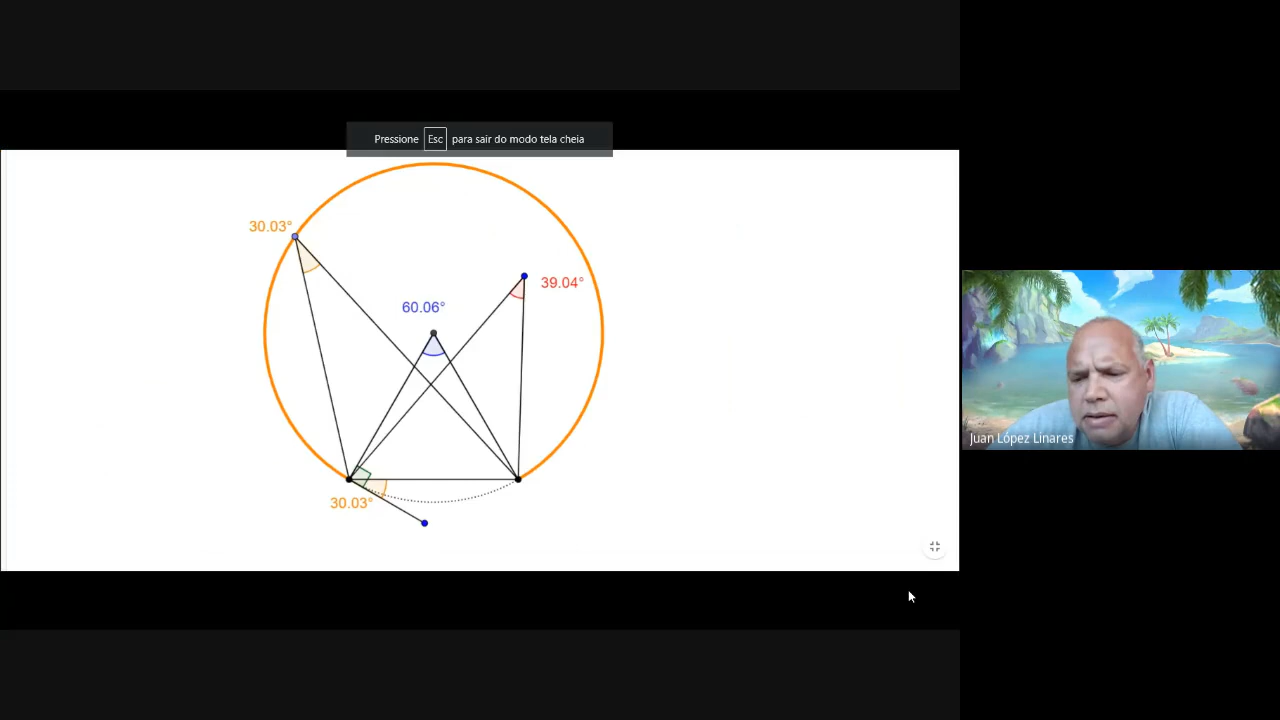 Pressione Esc para sair do modo tela cheia
30.03°
39.04°
60.06°
30.03°
Juan López Linares